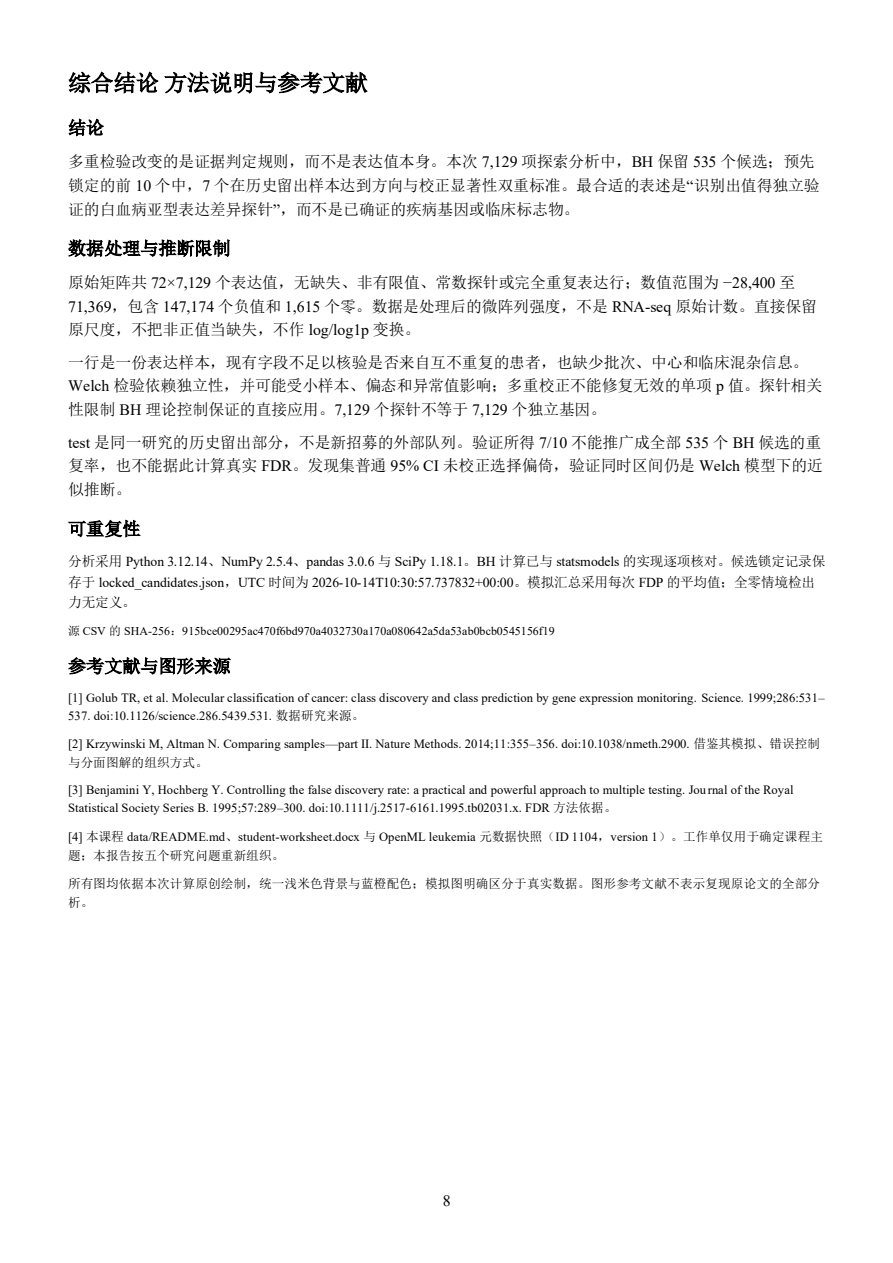 综合结论 方法说明与参考文献
结论
多重检验改变的是证据判定规则，而不是表达值本身。本次 7,129 项探索分析中，BH 保留 535 个候选；预先
锁定的前 10 个中，7 个在历史留出样本达到方向与校正显著性双重标准。最合适的表述是“识别出值得独立验
证的白血病亚型表达差异探针”，而不是已确证的疾病基因或临床标志物。
数据处理与推断限制
原始矩阵共 72×7,129 个表达值，无缺失、非有限值、常数探针或完全重复表达行；数值范围为 −28,400 至
71,369，包含 147,174 个负值和 1,615 个零。数据是处理后的微阵列强度，不是 RNA-seq 原始计数。直接保留
原尺度，不把非正值当缺失，不作 log/log1p 变换。
一行是一份表达样本，现有字段不足以核验是否来自互不重复的患者，也缺少批次、中心和临床混杂信息。
Welch 检验依赖独立性，并可能受小样本、偏态和异常值影响；多重校正不能修复无效的单项 p 值。探针相关
性限制 BH 理论控制保证的直接应用。7,129 个探针不等于 7,129 个独立基因。
test 是同一研究的历史留出部分，不是新招募的外部队列。验证所得 7/10 不能推广成全部 535 个 BH 候选的重
复率，也不能据此计算真实 FDR。发现集普通 95% CI 未校正选择偏倚，验证同时区间仍是 Welch 模型下的近
似推断。
可重复性
分析采用 Python 3.12.14、NumPy 2.5.4、pandas 3.0.6 与 SciPy 1.18.1。BH 计算已与 statsmodels 的实现逐项核对。候选锁定记录保
存于 locked_candidates.json，UTC 时间为 2026-10-14T10:30:57.737832+00:00。模拟汇总采用每次 FDP 的平均值；全零情境检出
力无定义。
源 CSV 的 SHA-256：915bce00295ac470f6bd970a4032730a170a080642a5da53ab0bcb0545156f19
参考文献与图形来源
[1] Golub TR, et al. Molecular classification of cancer: class discovery and class prediction by gene expression monitoring. Science. 1999;286:531–
537. doi:10.1126/science.286.5439.531. 数据研究来源。
[2] Krzywinski M, Altman N. Comparing samples—part II. Nature Methods. 2014;11:355–356. doi:10.1038/nmeth.2900. 借鉴其模拟、错误控制
与分面图解的组织方式。
[3] Benjamini Y, Hochberg Y. Controlling the false discovery rate: a practical and powerful approach to multiple testing. Journal of the Royal
Statistical Society Series B. 1995;57:289–300. doi:10.1111/j.2517-6161.1995.tb02031.x. FDR 方法依据。
[4] 本课程 data/README.md、student-worksheet.docx 与 OpenML leukemia 元数据快照（ID 1104，version 1）。工作单仅用于确定课程主
题；本报告按五个研究问题重新组织。
所有图均依据本次计算原创绘制，统一浅米色背景与蓝橙配色；模拟图明确区分于真实数据。图形参考文献不表示复现原论文的全部分
析。
8